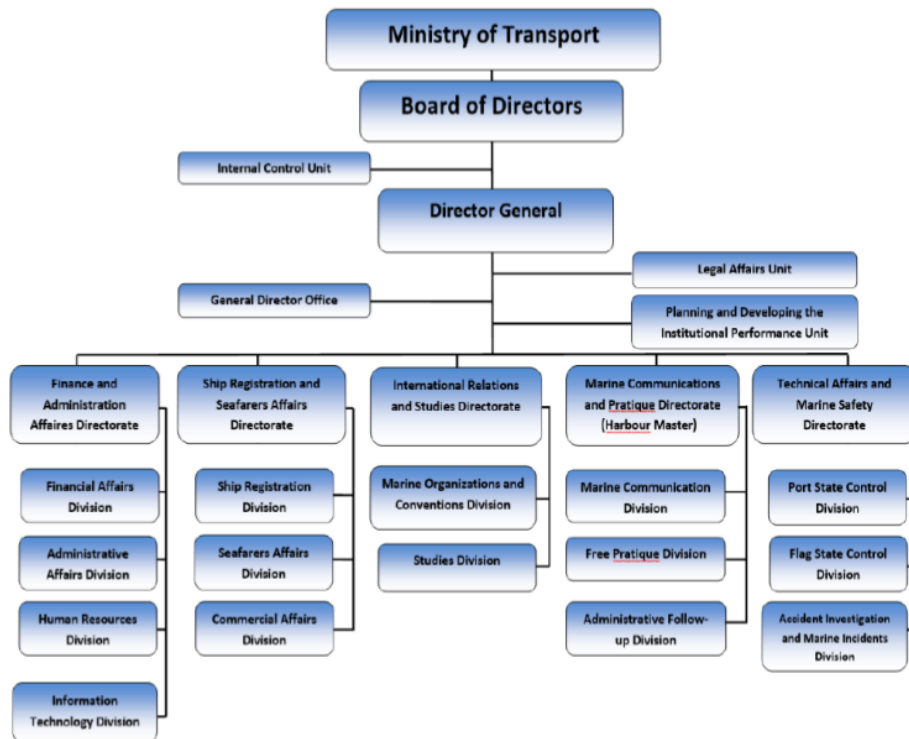 Ministry of Transport
Board of Directors
Internal Control Unit
Director General
Legal Affairs Unit
General Director Office
Planning and Developing the
Institutional Performance Unit
Finance and
Administration
Affaires Directorate
Ship Registration and
Seafarers Affairs
Directorate
International Relations
and Studies Directorate
Marine Communications
and Pratique Directorate
(Harbour Master)
Technical Affairs and
Marine Safety
Directorate
Financial Affairs
Division
Ship Registration
Division
Marine Organizations and
Conventions Division
Marine Communication
Division
Port State Control
Division
Administrative
Affairs Division
Seafarers Affairs
Division
Studies Division
Free Pratique Division
Flag State Control
Division
Human Resources
Division
Commercial Affairs
Division
Administrative Follow-
up Division
Accident Investigation
and Marine Incidents
Division
Information
Technology Division